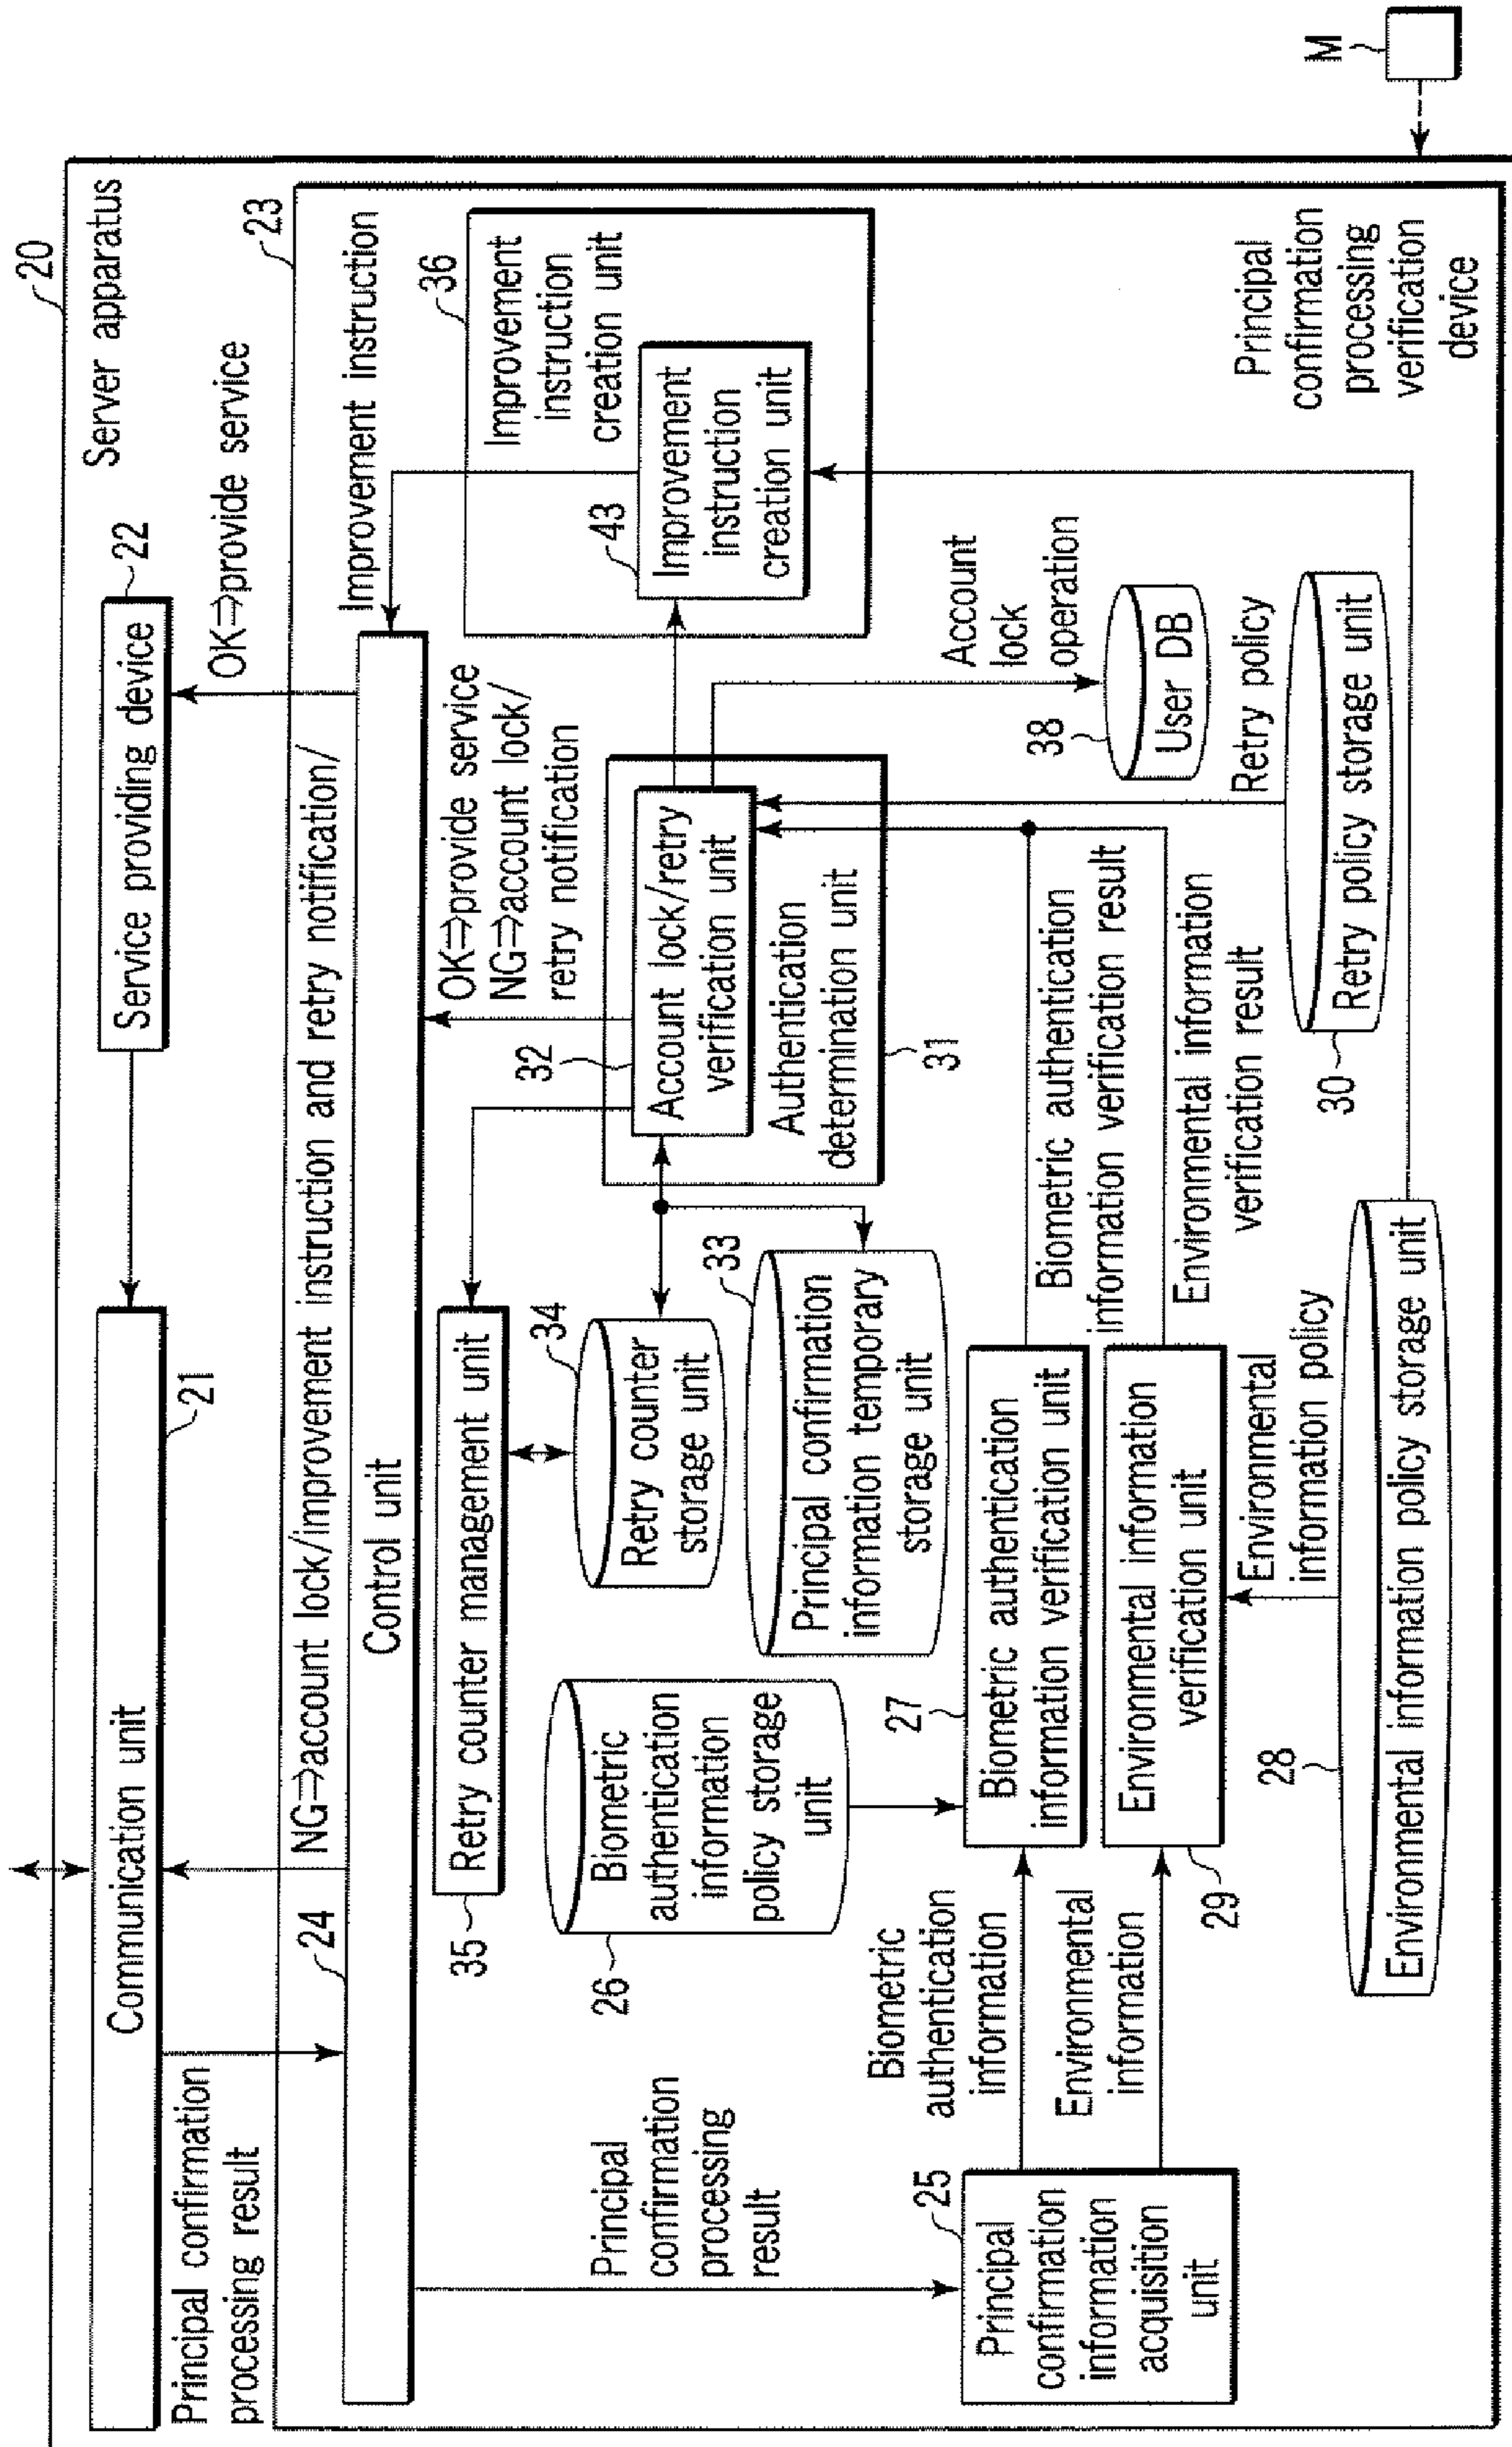 20
Server apparatus
Communication unit
21
Service providing device
22
Principal confirmation
processing result
OK⇒provide service
23
24
NG⇒account lock/improvement instruction and retry notification/
Improvement instruction
Control unit
35
Retry counter management unit
OK⇒provide service
NG⇒account lock/
retry notification
36
Improvement
instruction
creation unit
43
Improvement
instruction
creation unit
34
Retry counter
storage unit
32
Account lock/retry
verification unit
Authentication
determination unit
31
26
Biometric
authentication
information
policy storage
unit
33
Principal confirmation
information temporary
storage unit
Principal
confirmation
processing
result
Account
lock
operation
38
User DB
25
Principal
confirmation
information
acquisition
unit
Biometric
authentication
information
Environmental
information
27
Biometric authentication
information verification unit
Biometric authentication
information verification result
29
Environmental information
verification unit
Environmental information
verification result
Environmental
information policy
28
Environmental information policy storage unit
Retry policy
30
Retry policy storage unit
Principal
confirmation
processing
verification
device
M